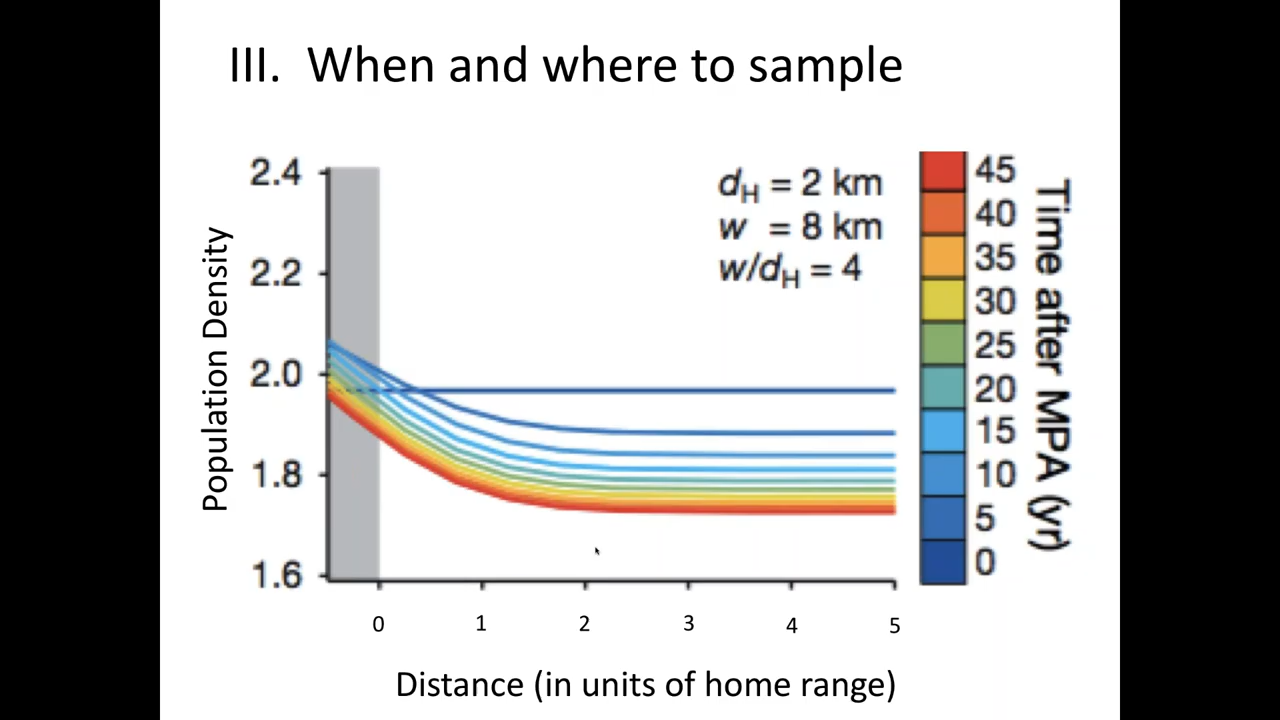 III. When and where to sample
Population Density
2.4
2.2
2.0
1.8
1.6
dH = 2 km
w = 8 km
w/dH = 4
45
40
35
30
25
20
15
10
5
0
Time after MPA (yr)
0 1 2 3 4 5
Distance (in units of home range)